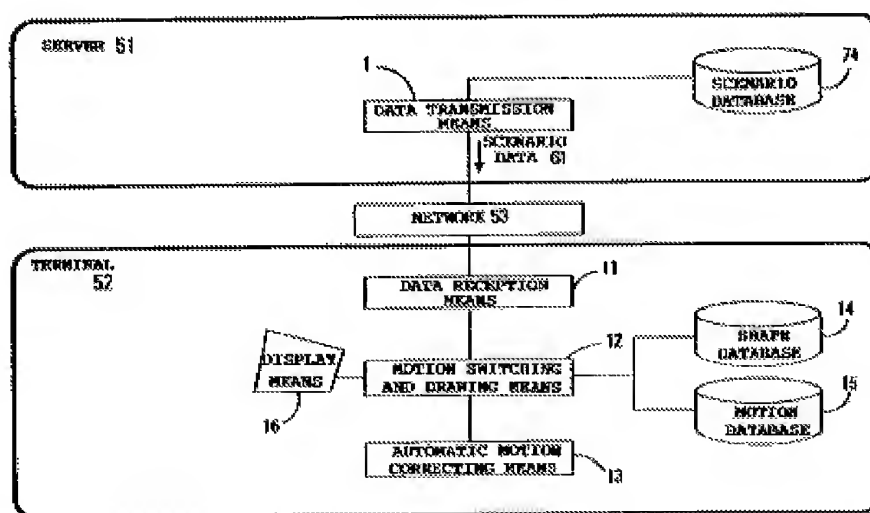 SERVER 51
1
DATA TRANSMISSION
MEANS
SCENARIO
DATABASE
74
SCENARIO
DATA 61
NETWORK 53
TERMINAL
52
DATA RECEPTION
MEANS
11
DISPLAY
MEANS
16
MOTION SWITCHING
AND DRAWING MEANS
12
SHAPE
DATABASE
14
MOTION
DATABASE
15
AUTOMATIC MOTION
CORRECTING MEANS
13